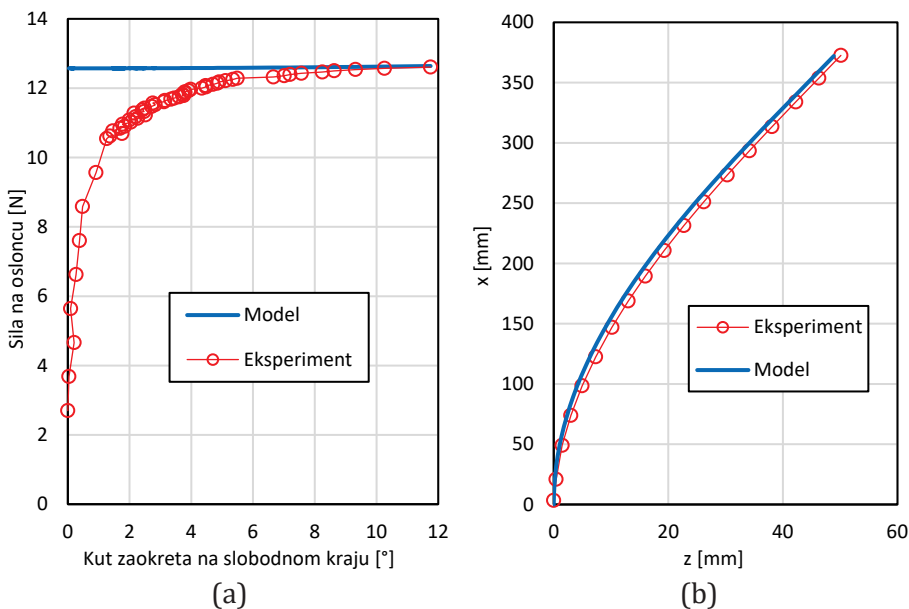 14
12
10
8
6
4
2
0
Sila na osloncu [N]
Model
Eksperiment
0 2 4 6 8 10 12
Kut zaokreta na slobodnom kraju [°]
(a)
400
350
300
250
200
150
100
50
0
x [mm]
Eksperiment
Model
0 20 40 60
z [mm]
(b)